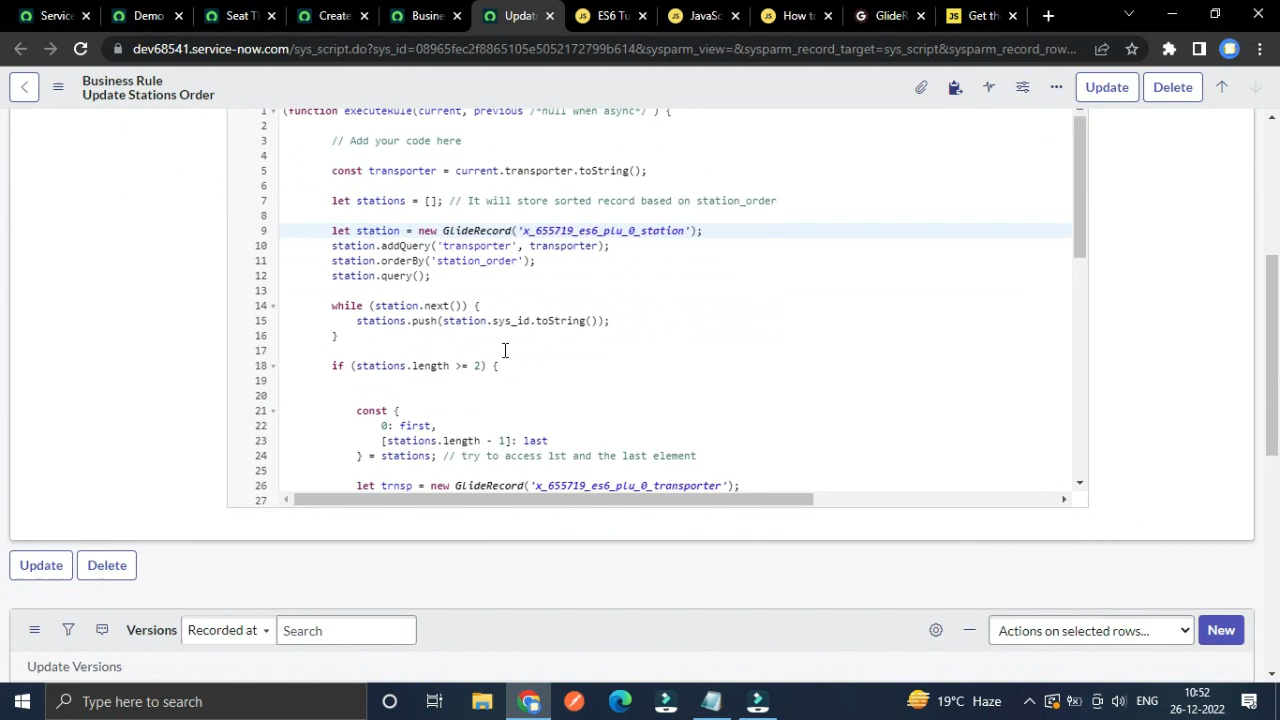 Servic
Demo
Seat Th
Create
Busine
Update
ES6 Tu
JavaSc
How to
GlideR
Get the
dev68541.service-now.com/sys_script.do?sys_id=08965fec2f8865105e5052172799b614&sysparm_view=&sysparm_record_target=sys_script&sysparm_record_row...
Business Rule
Update Stations Order
Update
Delete
1 (function executeRule(current, previous /*null when async*/ ) {
2
3 // Add your code here
4
5 const transporter = current.transporter.toString();
6
7 let stations = []; // It will store sorted record based on station_order
8
9 let station = new GlideRecord('x_655719_es6_plu_0_station');
10 station.addQuery('transporter', transporter);
11 station.orderBy('station_order');
12 station.query();
13
14 while (station.next()) {
15 stations.push(station.sys_id.toString());
16 }
17
18 if (stations.length >= 2) {
19
20
21 const {
22 0: first,
23 [stations.length - 1]: last
24 } = stations; // try to access 1st and the last element
25
26 let trnsp = new GlideRecord('x_655719_es6_plu_0_transporter');
27
Update
Delete
Versions
Recorded at
Search
Actions on selected rows...
New
Update Versions
Type here to search
19°C Haze
ENG
10:52
26-12-2022